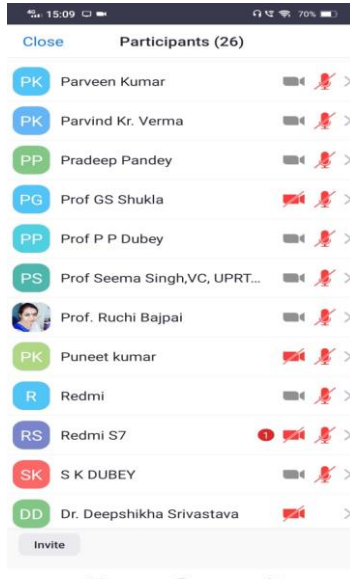 15:09 70%
Close Participants (26)
PK Parveen Kumar
PK Parvind Kr. Verma
PP Pradeep Pandey
PG Prof GS Shukla
PP Prof P P Dubey
PS Prof Seema Singh,VC, UPRT...
Prof. Ruchi Bajpai
PK Puneet kumar
R Redmi
RS Redmi S7 1
SK S K DUBEY
DD Dr. Deepshikha Srivastava
Invite